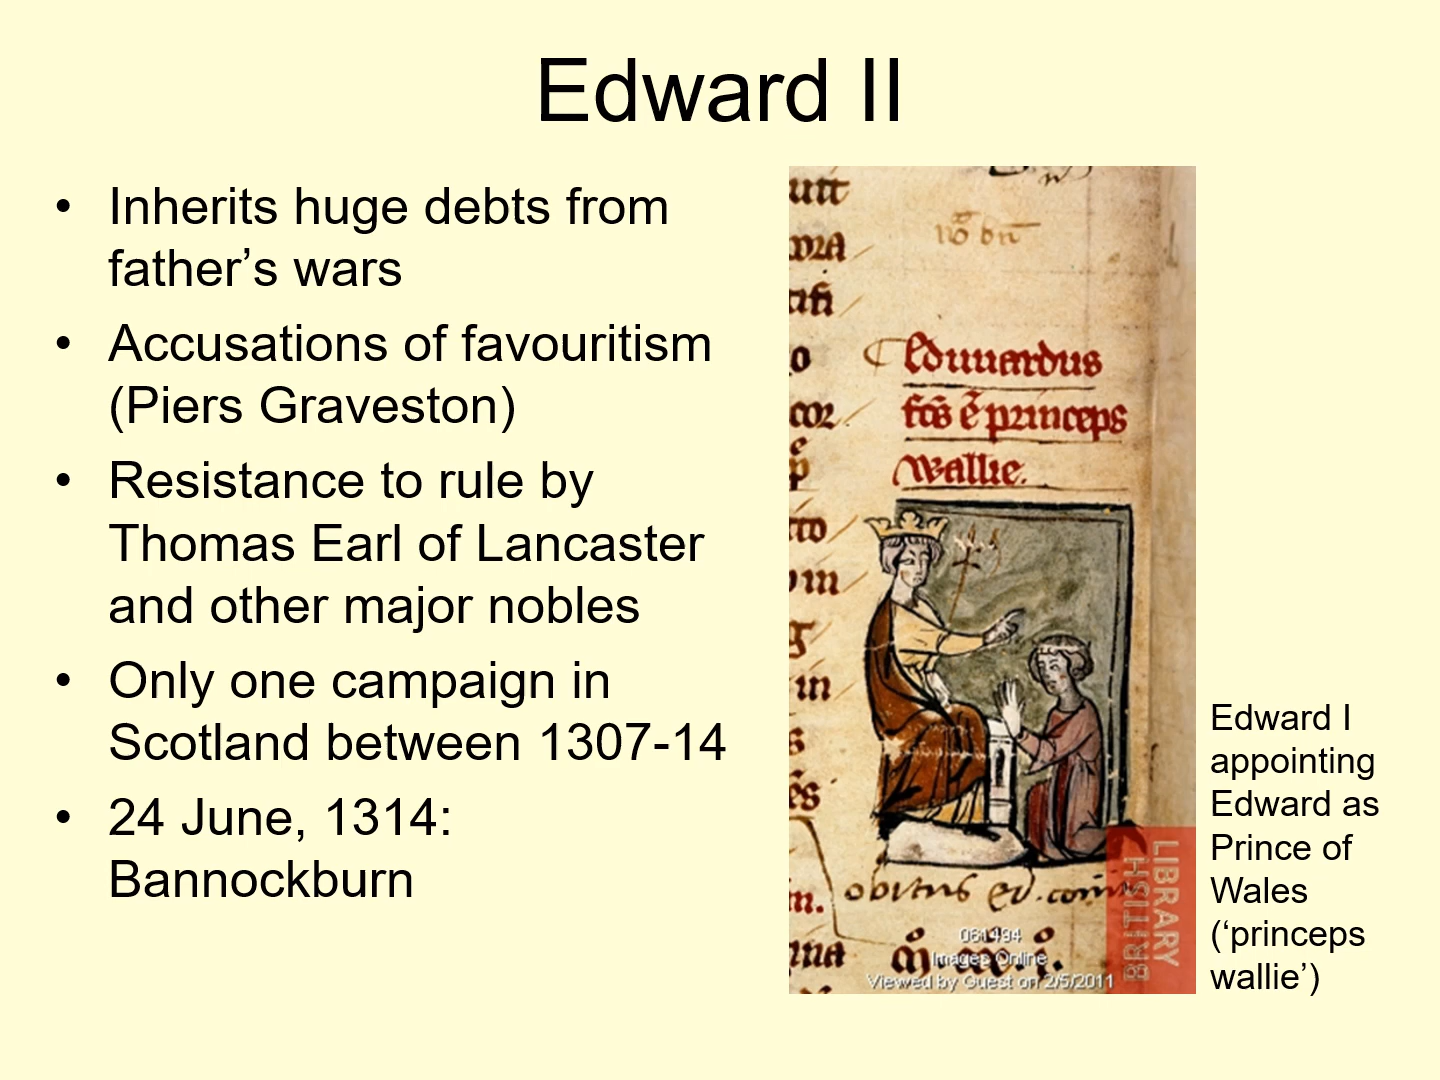 Edward II
• Inherits huge debts from
father’s wars
• Accusations of favouritism
(Piers Graveston)
• Resistance to rule by
Thomas Earl of Lancaster
and other major nobles
• Only one campaign in
Scotland between 1307-14
• 24 June, 1314:
Bannockburn
Edwardus
princeps
wallie.
061494
Images Online
Viewed by Guest on 2/5/2011
BRITISH
LIBRARY
Edward I
appointing
Edward as
Prince of
Wales
(‘princeps
wallie’)